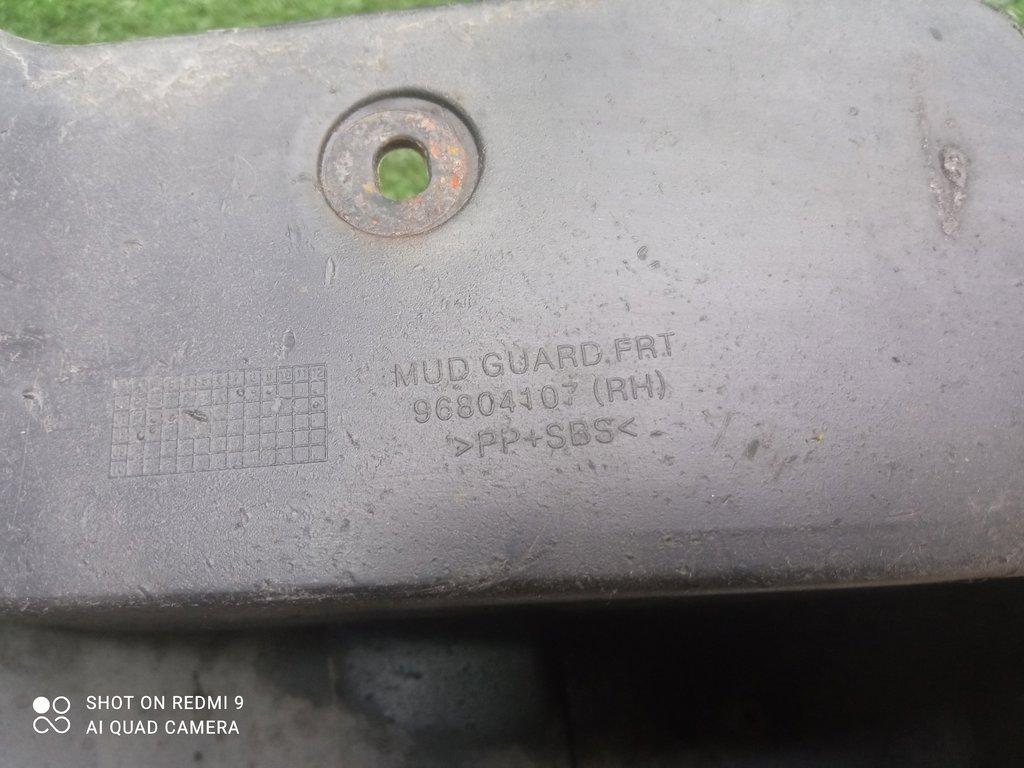 MUD GUARD.FRT
96804107 (RH)
>PP+SBS<
SHOT ON REDMI 9
AI QUAD CAMERA